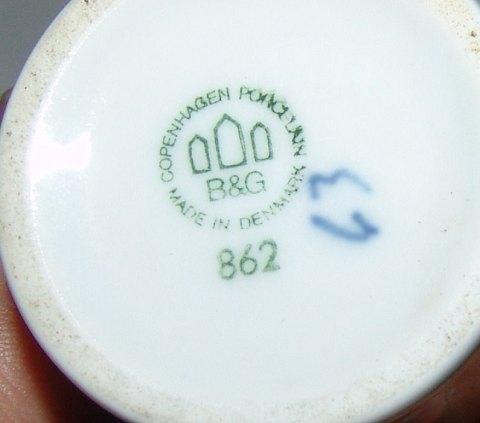 COPENHAGEN PORCELAIN
B&G
MADE IN DENMARK
862